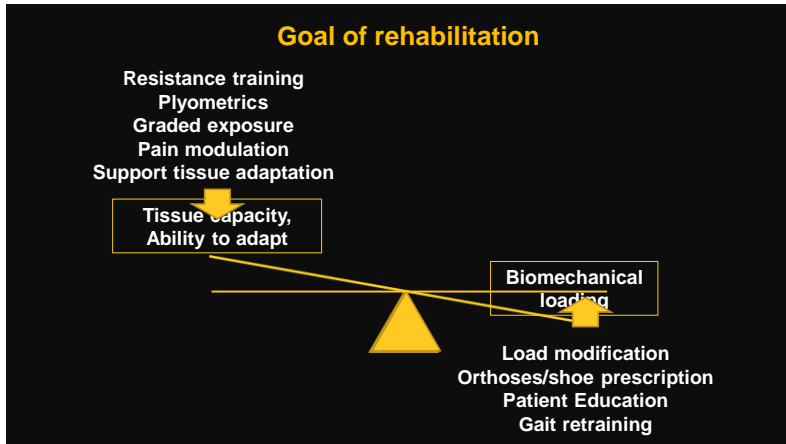 Goal of rehabilitation
Resistance training
Plyometrics
Graded exposure
Pain modulation
Support tissue adaptation
Tissue capacity,
Ability to adapt
Biomechanical
loading
Load modification
Orthoses/shoe prescription
Patient Education
Gait retraining